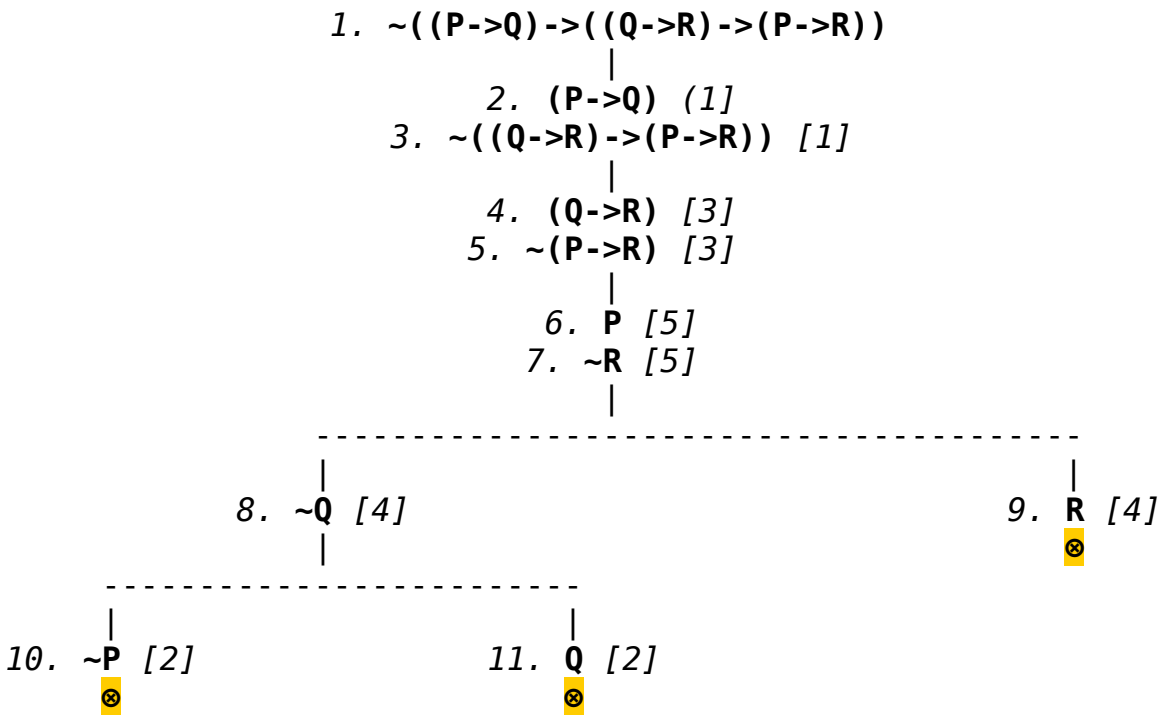 1. ~((P->Q)->((Q->R)->(P->R))
2. (P->Q) (1]
3. ~((Q->R)->(P->R)) [1]
4. (Q->R) [3]
5. ~(P->R) [3]
6. P [5]
7. ~R [5]
8. ~Q [4] 9. R [4]
⊗
10. ~P [2] 11. Q [2]
⊗ ⊗